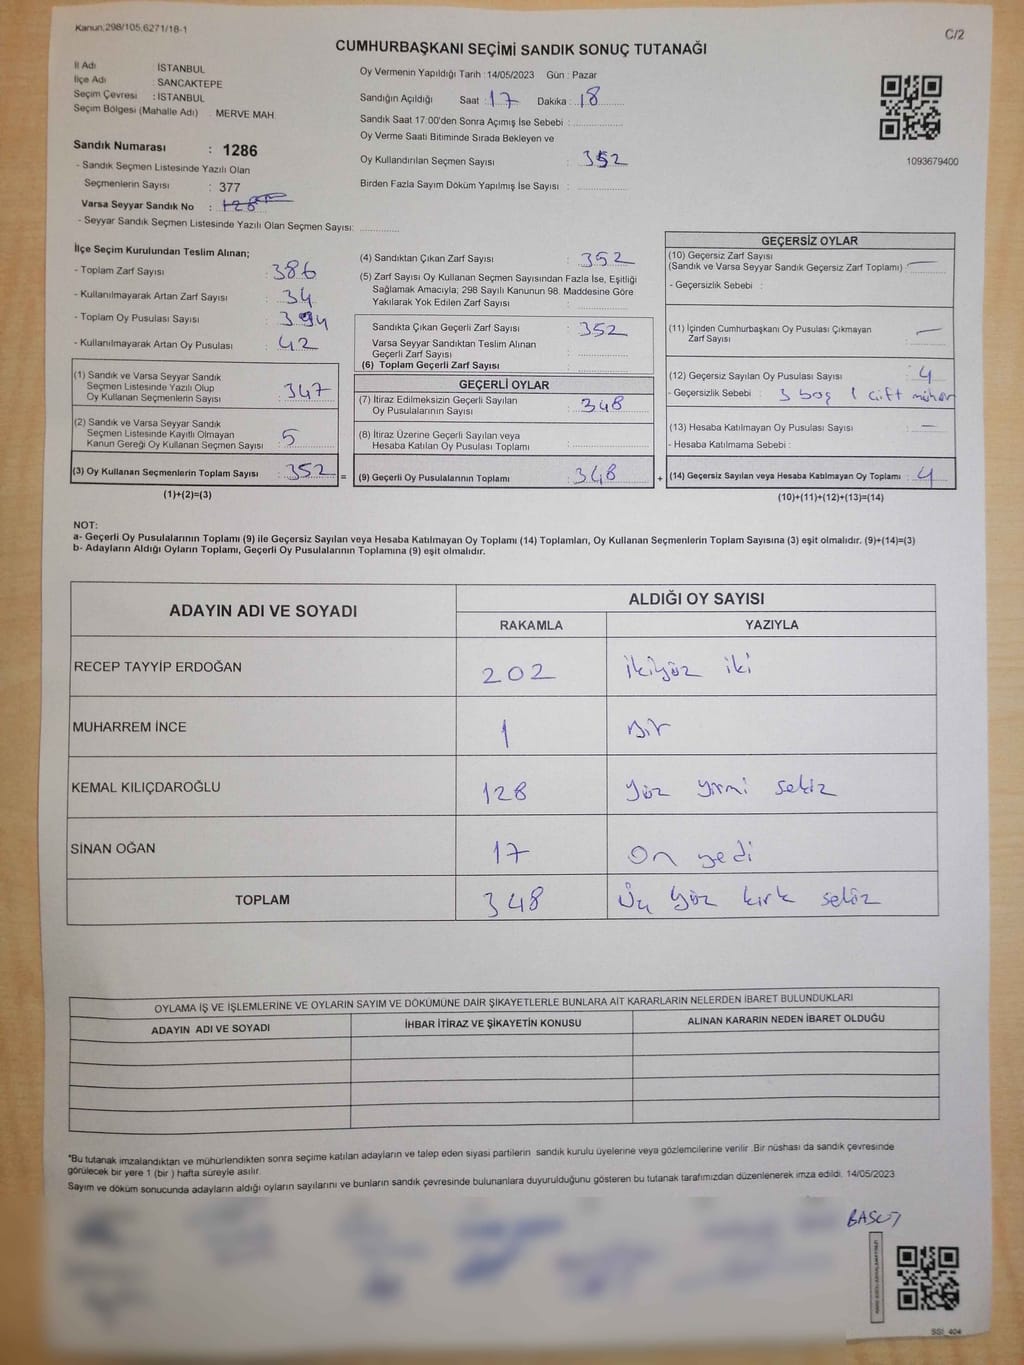 Kanun,298/105,6271/18-1
C/2
CUMHURBAŞKANI SEÇİMİ SANDIK SONUÇ TUTANAĞI
İl Adı İSTANBUL
İlçe Adı : SANCAKTEPE
Seçim Çevresi : İSTANBUL
Seçim Bölgesi (Mahalle Adı) : MERVE MAH.
Sandık Numarası : 1286
- Sandık Seçmen Listesinde Yazılı Olan
Seçmenlerin Sayısı : 377
Varsa Seyyar Sandık No :
- Seyyar Sandık Seçmen Listesinde Yazılı Olan Seçmen Sayısı: ............
Oy Vermenin Yapıldığı Tarih : 14/05/2023 Gün : Pazar
Sandığın Açıldığı Saat : 17 Dakika : 18
Sandık Saat 17:00'den Sonra Açımış İse Sebebi : ............
Oy Verme Saati Bitiminde Sırada Bekleyen ve
Oy Kullandırılan Seçmen Sayısı : 352
Birden Fazla Sayım Döküm Yapılmış İse Sayısı : ............
1093679400
İlçe Seçim Kurulundan Teslim Alınan;
- Toplam Zarf Sayısı : 386
- Kullanılmayarak Artan Zarf Sayısı : 34
- Toplam Oy Pusulası Sayısı : 394
- Kullanılmayarak Artan Oy Pusulası : 42
(1) Sandık ve Varsa Seyyar Sandık
Seçmen Listesinde Yazılı Olup
Oy Kullanan Seçmenlerin Sayısı : 347
(2) Sandık ve Varsa Seyyar Sandık
Seçmen Listesinde Kayıtlı Olmayan
Kanun Gereği Oy Kullanan Seçmen Sayısı : 5
(3) Oy Kullanan Seçmenlerin Toplam Sayısı : 352 =
(1)+(2)=(3)
(4) Sandıktan Çıkan Zarf Sayısı : 352
(5) Zarf Sayısı Oy Kullanan Seçmen Sayısından Fazla İse, Eşitliği
Sağlamak Amacıyla; 298 Sayılı Kanunun 98. Maddesine Göre
Yakılarak Yok Edilen Zarf Sayısı : ............
Sandıkta Çıkan Geçerli Zarf Sayısı : 352
Varsa Seyyar Sandıktan Teslim Alınan
Geçerli Zarf Sayısı : ............
(6) Toplam Geçerli Zarf Sayısı : ............
GEÇERLİ OYLAR
(7) İtiraz Edilmeksizin Geçerli Sayılan
Oy Pusulalarının Sayısı : 348
(8) İtiraz Üzerine Geçerli Sayılan veya
Hesaba Katılan Oy Pusulası Toplamı : ............
(9) Geçerli Oy Pusulalarının Toplamı : 348 +
GEÇERSİZ OYLAR
(10) Geçersiz Zarf Sayısı
(Sandık ve Varsa Seyyar Sandık Geçersiz Zarf Toplamı) : —
- Geçersizlik Sebebi :
(11) İçinden Cumhurbaşkanı Oy Pusulası Çıkmayan
Zarf Sayısı : —
(12) Geçersiz Sayılan Oy Pusulası Sayısı : 4
- Geçersizlik Sebebi : 3 boş 1 çift mühür
(13) Hesaba Katılmayan Oy Pusulası Sayısı : —
- Hesaba Katılmama Sebebi :
(14) Geçersiz Sayılan veya Hesaba Katılmayan Oy Toplamı : 4
(10)+(11)+(12)+(13)=(14)
NOT:
a- Geçerli Oy Pusulalarının Toplamı (9) ile Geçersiz Sayılan veya Hesaba Katılmayan Oy Toplamı (14) Toplamları, Oy Kullanan Seçmenlerin Toplam Sayısına (3) eşit olmalıdır. (9)+(14)=(3)
b- Adayların Aldığı Oyların Toplamı, Geçerli Oy Pusulalarının Toplamına (9) eşit olmalıdır.
ADAYIN ADI VE SOYADI ALDIĞI OY SAYISI
RAKAMLA YAZIYLA
RECEP TAYYİP ERDOĞAN 202 ikiyüz iki
MUHARREM İNCE 1 Bir
KEMAL KILIÇDAROĞLU 128 yüz yirmi sekiz
SİNAN OĞAN 17 On yedi
TOPLAM 348 Üç yüz kırk sekiz
OYLAMA İŞ VE İŞLEMLERİNE VE OYLARIN SAYIM VE DÖKÜMÜNE DAİR ŞİKAYETLERLE BUNLARA AİT KARARLARIN NELERDEN İBARET BULUNDUKLARI
ADAYIN ADI VE SOYADI İHBAR İTİRAZ VE ŞİKAYETİN KONUSU ALINAN KARARIN NEDEN İBARET OLDUĞU
*Bu tutanak imzalandıktan ve mühürlendikten sonra seçime katılan adayların ve talep eden siyasi partilerin sandık kurulu üyelerine veya gözlemcilerine verilir. Bir nüshası da sandık çevresinde
görülecek bir yere 1 (bir ) hafta süreyle asılır.
Sayım ve döküm sonucunda adayların aldığı oyların sayılarını ve bunların sandık çevresinde bulunanlara duyurulduğunu gösteren bu tutanak tarafımızdan düzenlenerek imza edildi. 14/05/2023
SSI_404